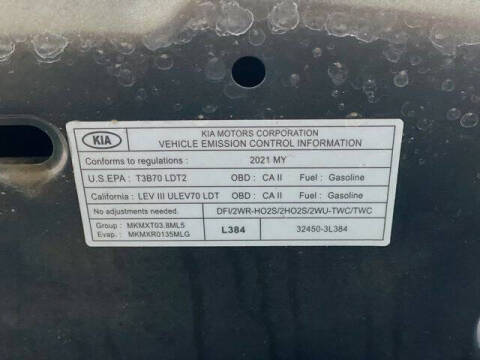 KIA KIA MOTORS CORPORATION
VEHICLE EMISSION CONTROL INFORMATION
Conforms to regulations : 2021 MY
U.S.EPA : T3B70 LDT2 OBD : CA II Fuel : Gasoline
California : LEV III ULEV70 LDT OBD : CA II Fuel : Gasoline
No adjustments needed. DFI/2WR-HO2S/2HO2S/2WU-TWC/TWC
Group : MKMXT03.8ML5
Evap. : MKMXR0135MLG
L384 32450-3L384